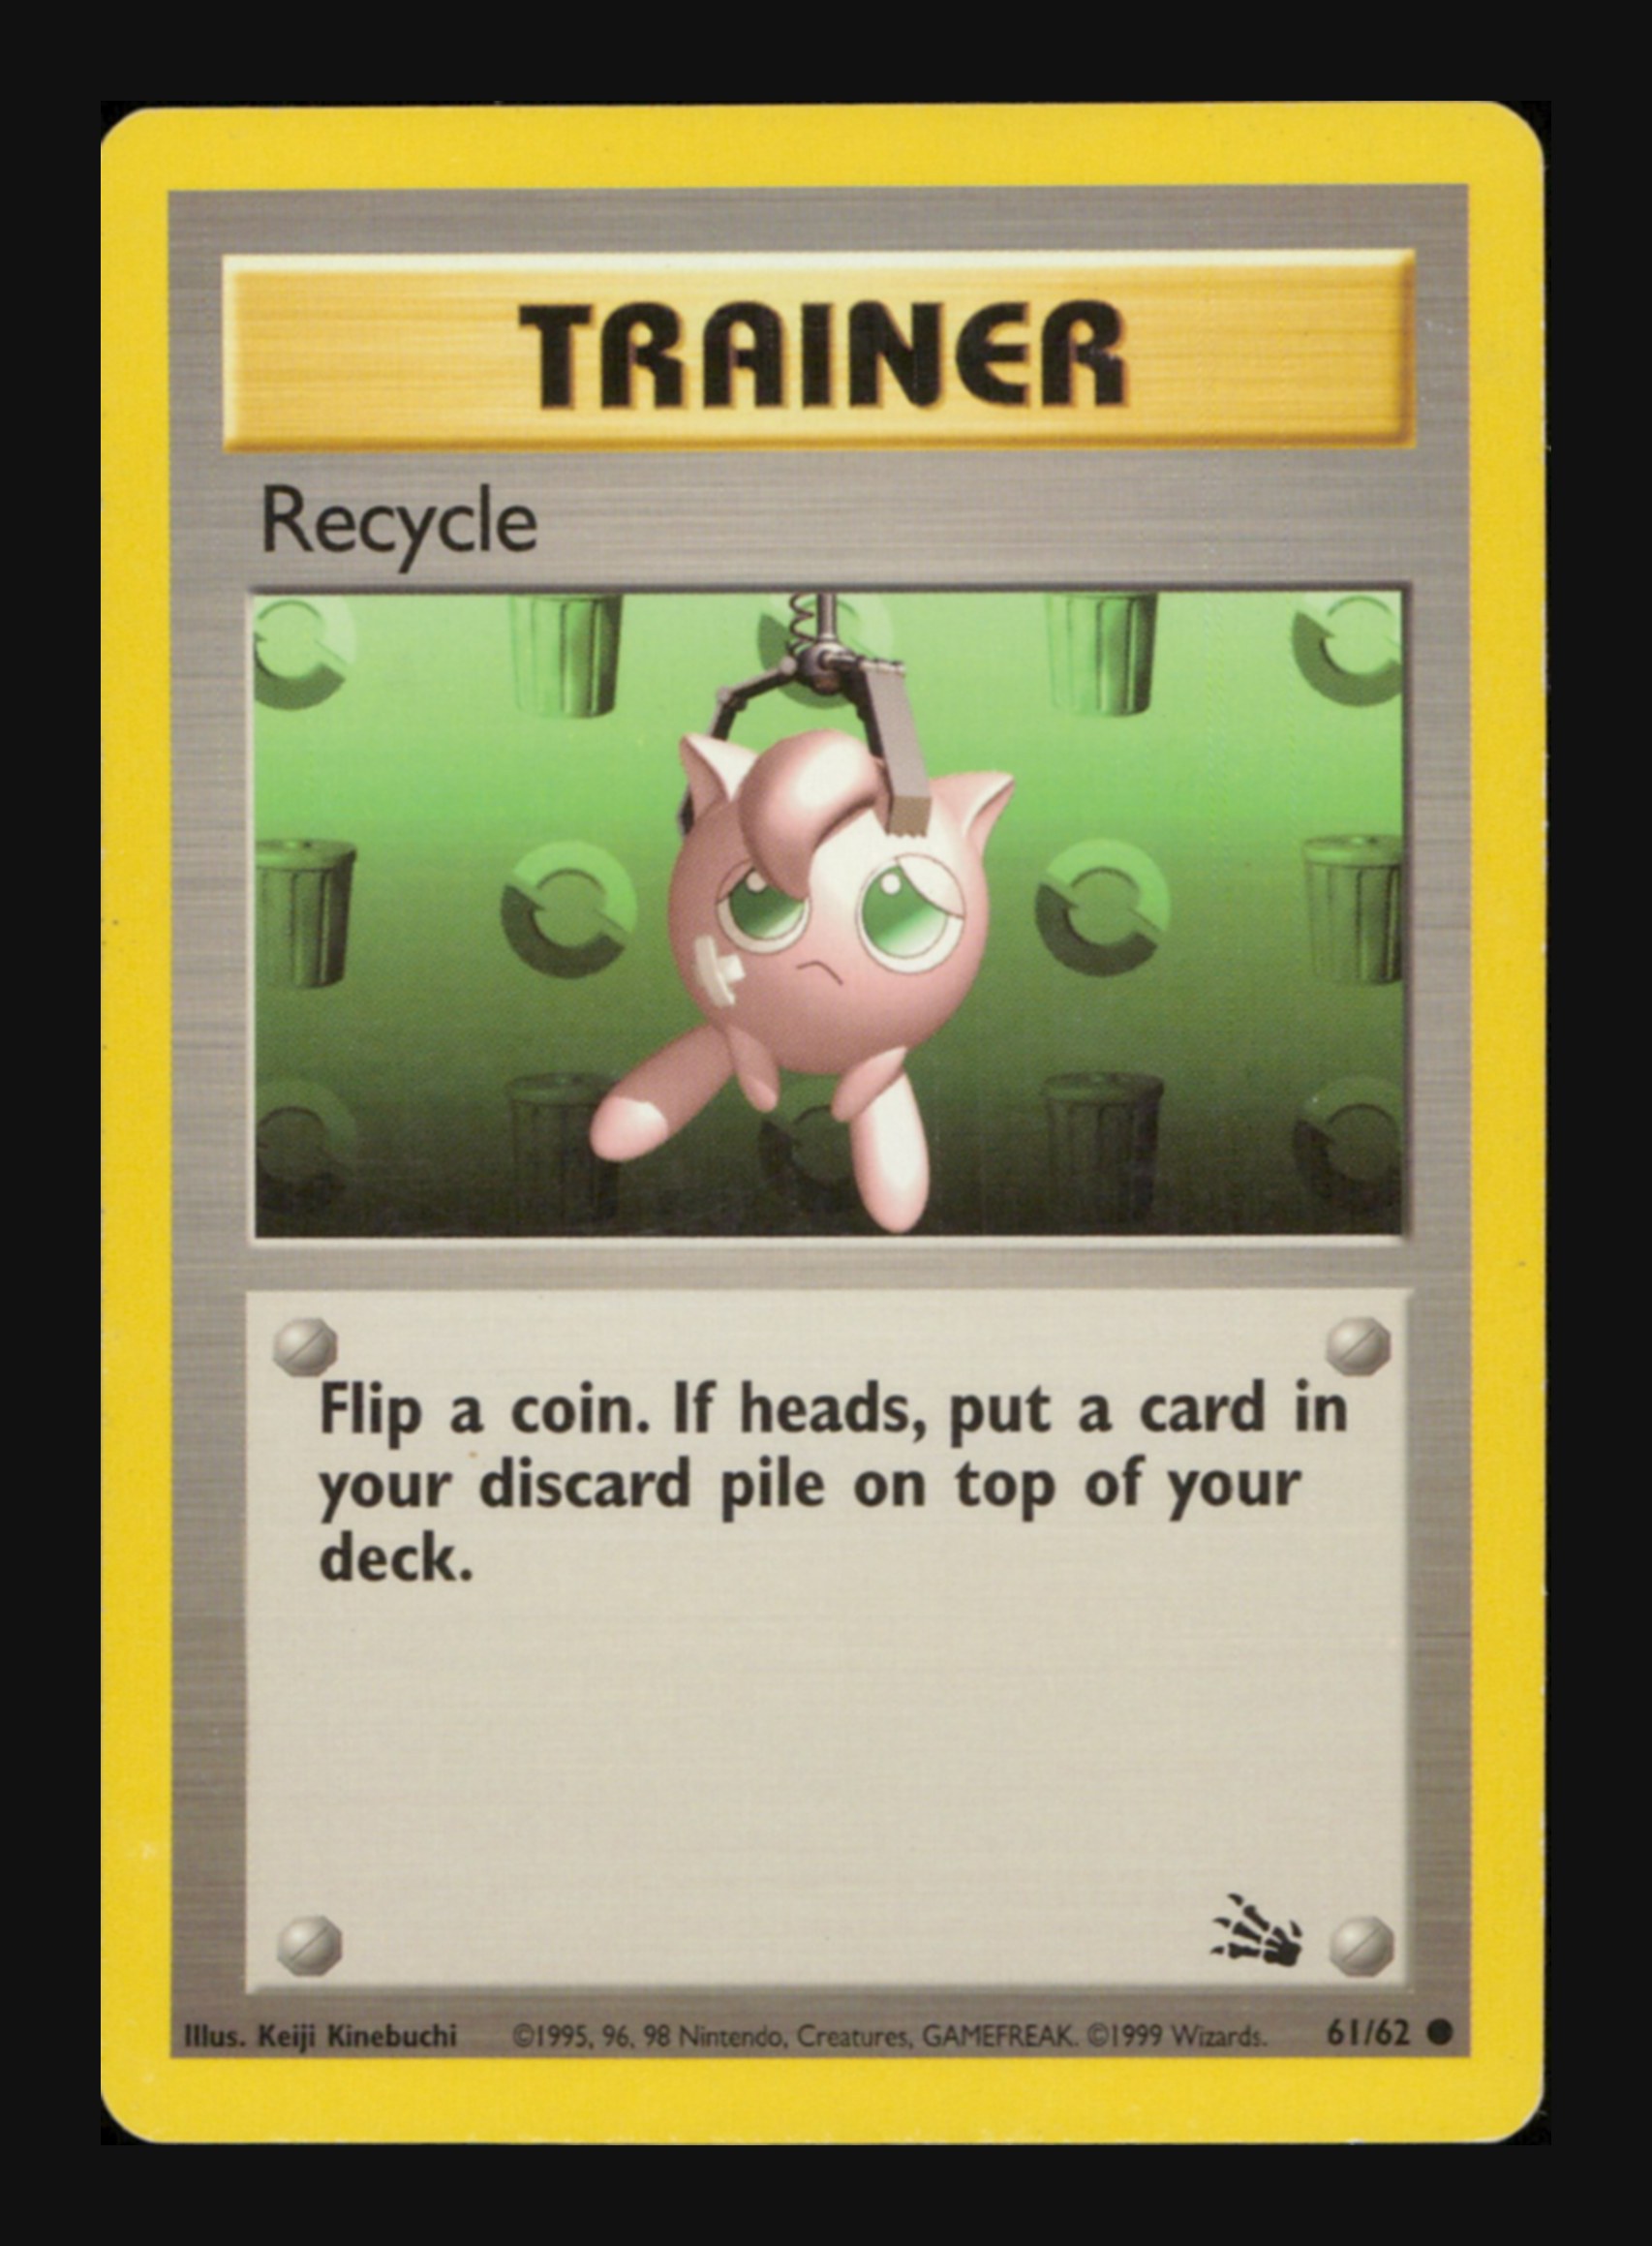 TRAINER
Recycle
Flip a coin. If heads, put a card in
your discard pile on top of your
deck.
Illus. Keiji Kinebuchi ©1995, 96, 98 Nintendo, Creatures, GAMEFREAK. ©1999 Wizards. 61/62 ●